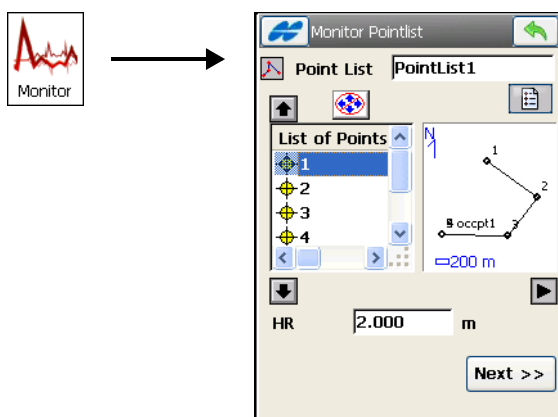 Monitor
Monitor Pointlist
Point List PointList1
List of Points
1
2
3
4
N
1
2
3
occpt1
200 m
HR 2.000 m
Next >>